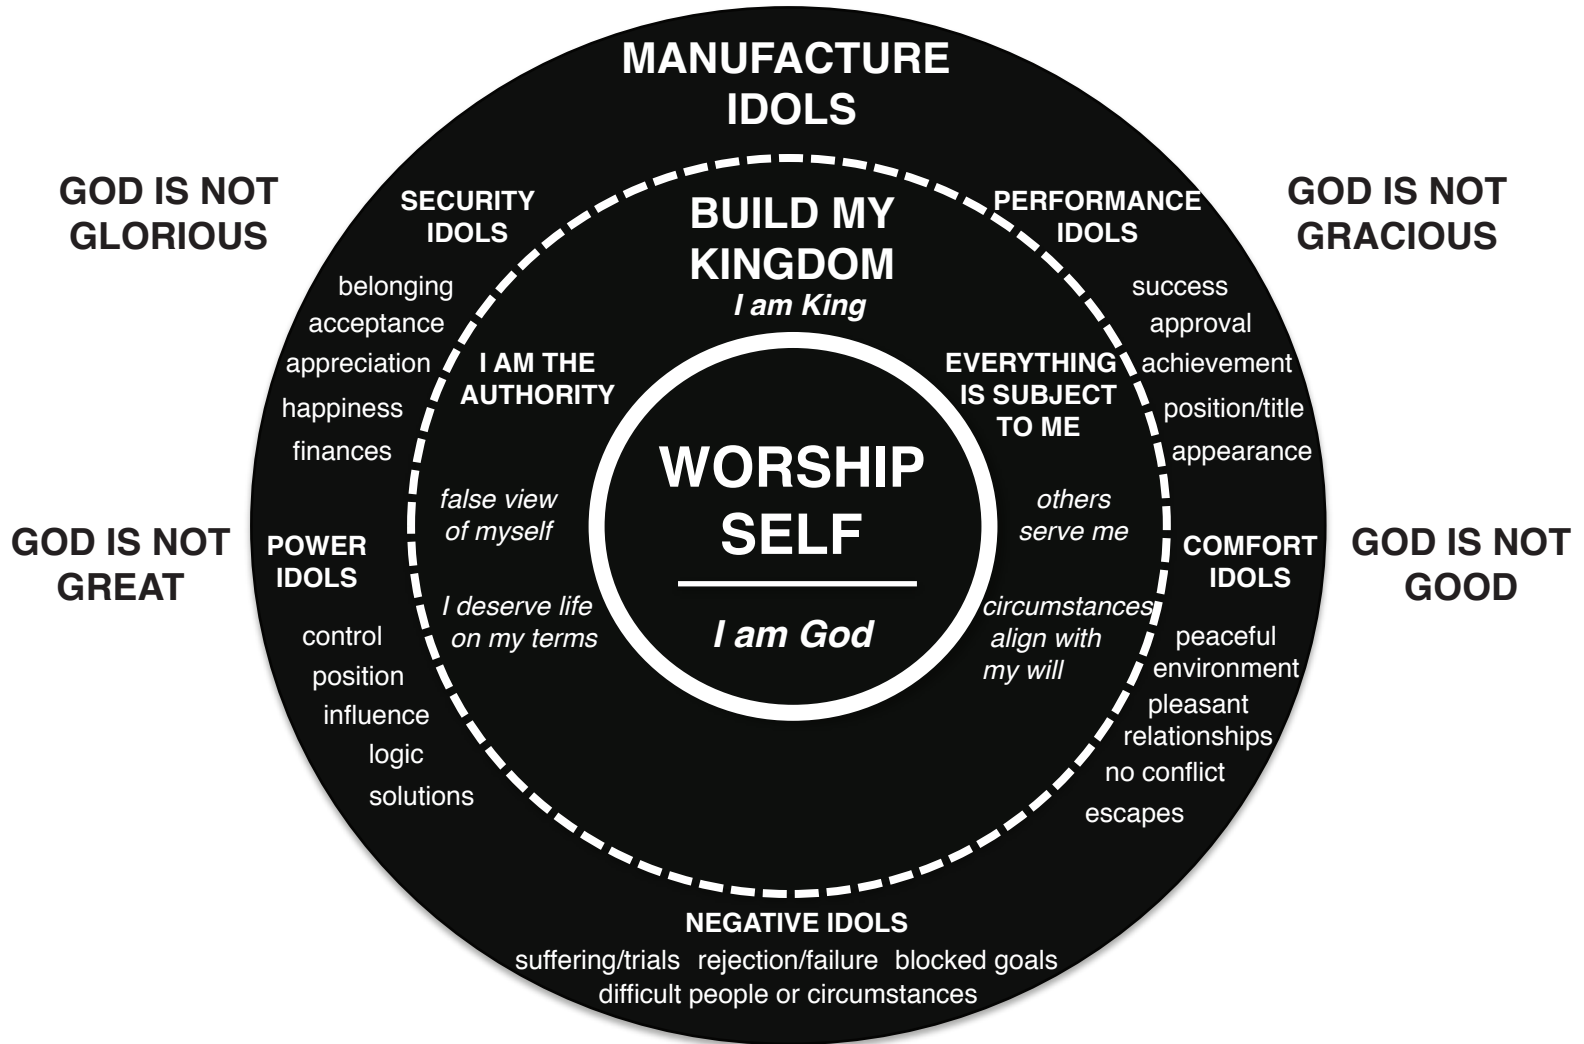 MANUFACTURE
IDOLS
GOD IS NOT
GLORIOUS
SECURITY
IDOLS
belonging
acceptance
appreciation
happiness
finances
BUILD MY
KINGDOM
I am King
PERFORMANCE
IDOLS
success
approval
achievement
position/title
appearance
GOD IS NOT
GRACIOUS
I AM THE
AUTHORITY
false view
of myself
I deserve life
on my terms
WORSHIP
SELF
I am God
EVERYTHING
IS SUBJECT
TO ME
others
serve me
circumstances
align with
my will
GOD IS NOT
GREAT
POWER
IDOLS
control
position
influence
logic
solutions
COMFORT
IDOLS
peaceful
environment
pleasant
relationships
no conflict
escapes
GOD IS NOT
GOOD
NEGATIVE IDOLS
suffering/trials rejection/failure blocked goals
difficult people or circumstances